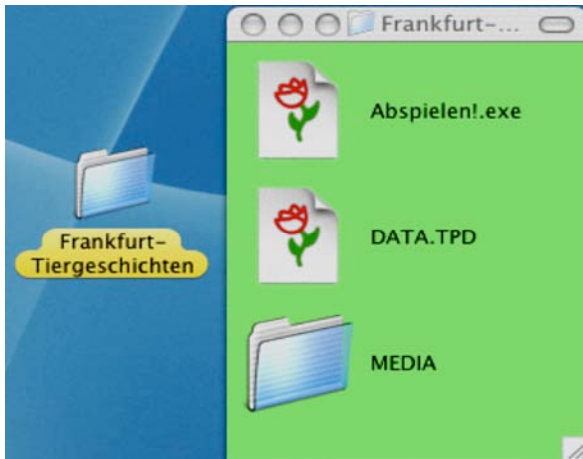 Frankfurt-...
Abspielen!.exe
DATA.TPD
MEDIA
Frankfurt-
Tiergeschichten